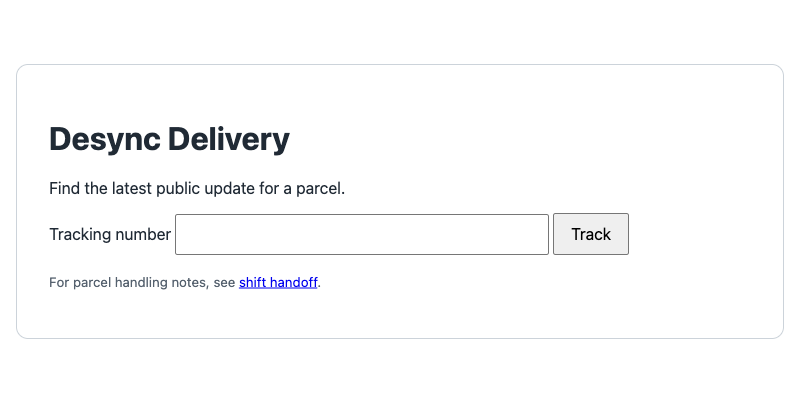 Desync Delivery
Find the latest public update for a parcel.
Tracking number Track
For parcel handling notes, see shift handoff.